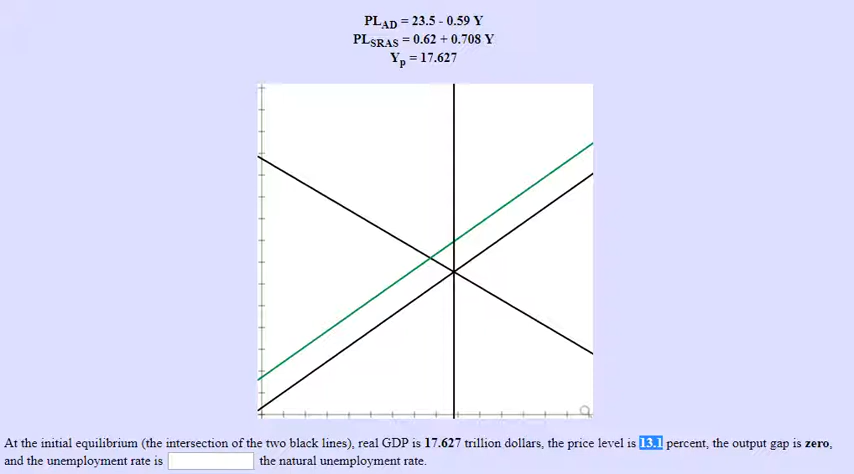 PLAD = 23.5 - 0.59 Y
PLSRAS = 0.62 + 0.708 Y
Yp = 17.627
At the initial equilibrium (the intersection of the two black lines), real GDP is 17.627 trillion dollars, the price level is 13.1 percent, the output gap is zero,
and the unemployment rate is the natural unemployment rate.